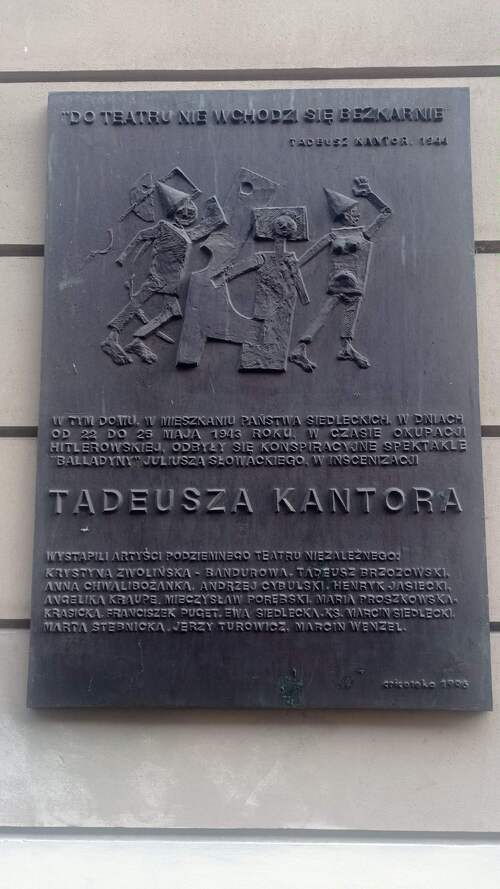 "DO TEATRU NIE WCHODZI SIĘ BEZKARNIE"
TADEUSZ KANTOR, 1944
W TYM DOMU, W MIESZKANIU PAŃSTWA SIEDLECKICH, W DNIACH
OD 22 DO 25 MAJA 1943 ROKU, W CZASIE OKUPACJI
HITLEROWSKIEJ, ODBYŁY SIĘ KONSPIRACYJNE SPEKTAKLE
"BALLADYNY" JULIUSZA SŁOWACKIEGO, W INSCENIZACJI
TADEUSZA KANTORA
WYSTĄPILI ARTYŚCI PODZIEMNEGO TEATRU NIEZALEŻNEGO:
KRYSTYNA ZWOLIŃSKA - BANDUROWA, TADEUSZ BRZOZOWSKI,
ANNA CHWALIBOŻANKA, ANDRZEJ CYBULSKI, HENRYK JASIECKI,
ANGELIKA KRAUPE, MIECZYSŁAW PORĘBSKI, MARIA PROSZKOWSKA-
KRASICKA, FRANCISZEK PUGET, EWA SIEDLECKA, KS. MARCIN SIEDLECKI,
MARTA STEBNICKA, JERZY TUROWICZ, MARCIN WENZEL.